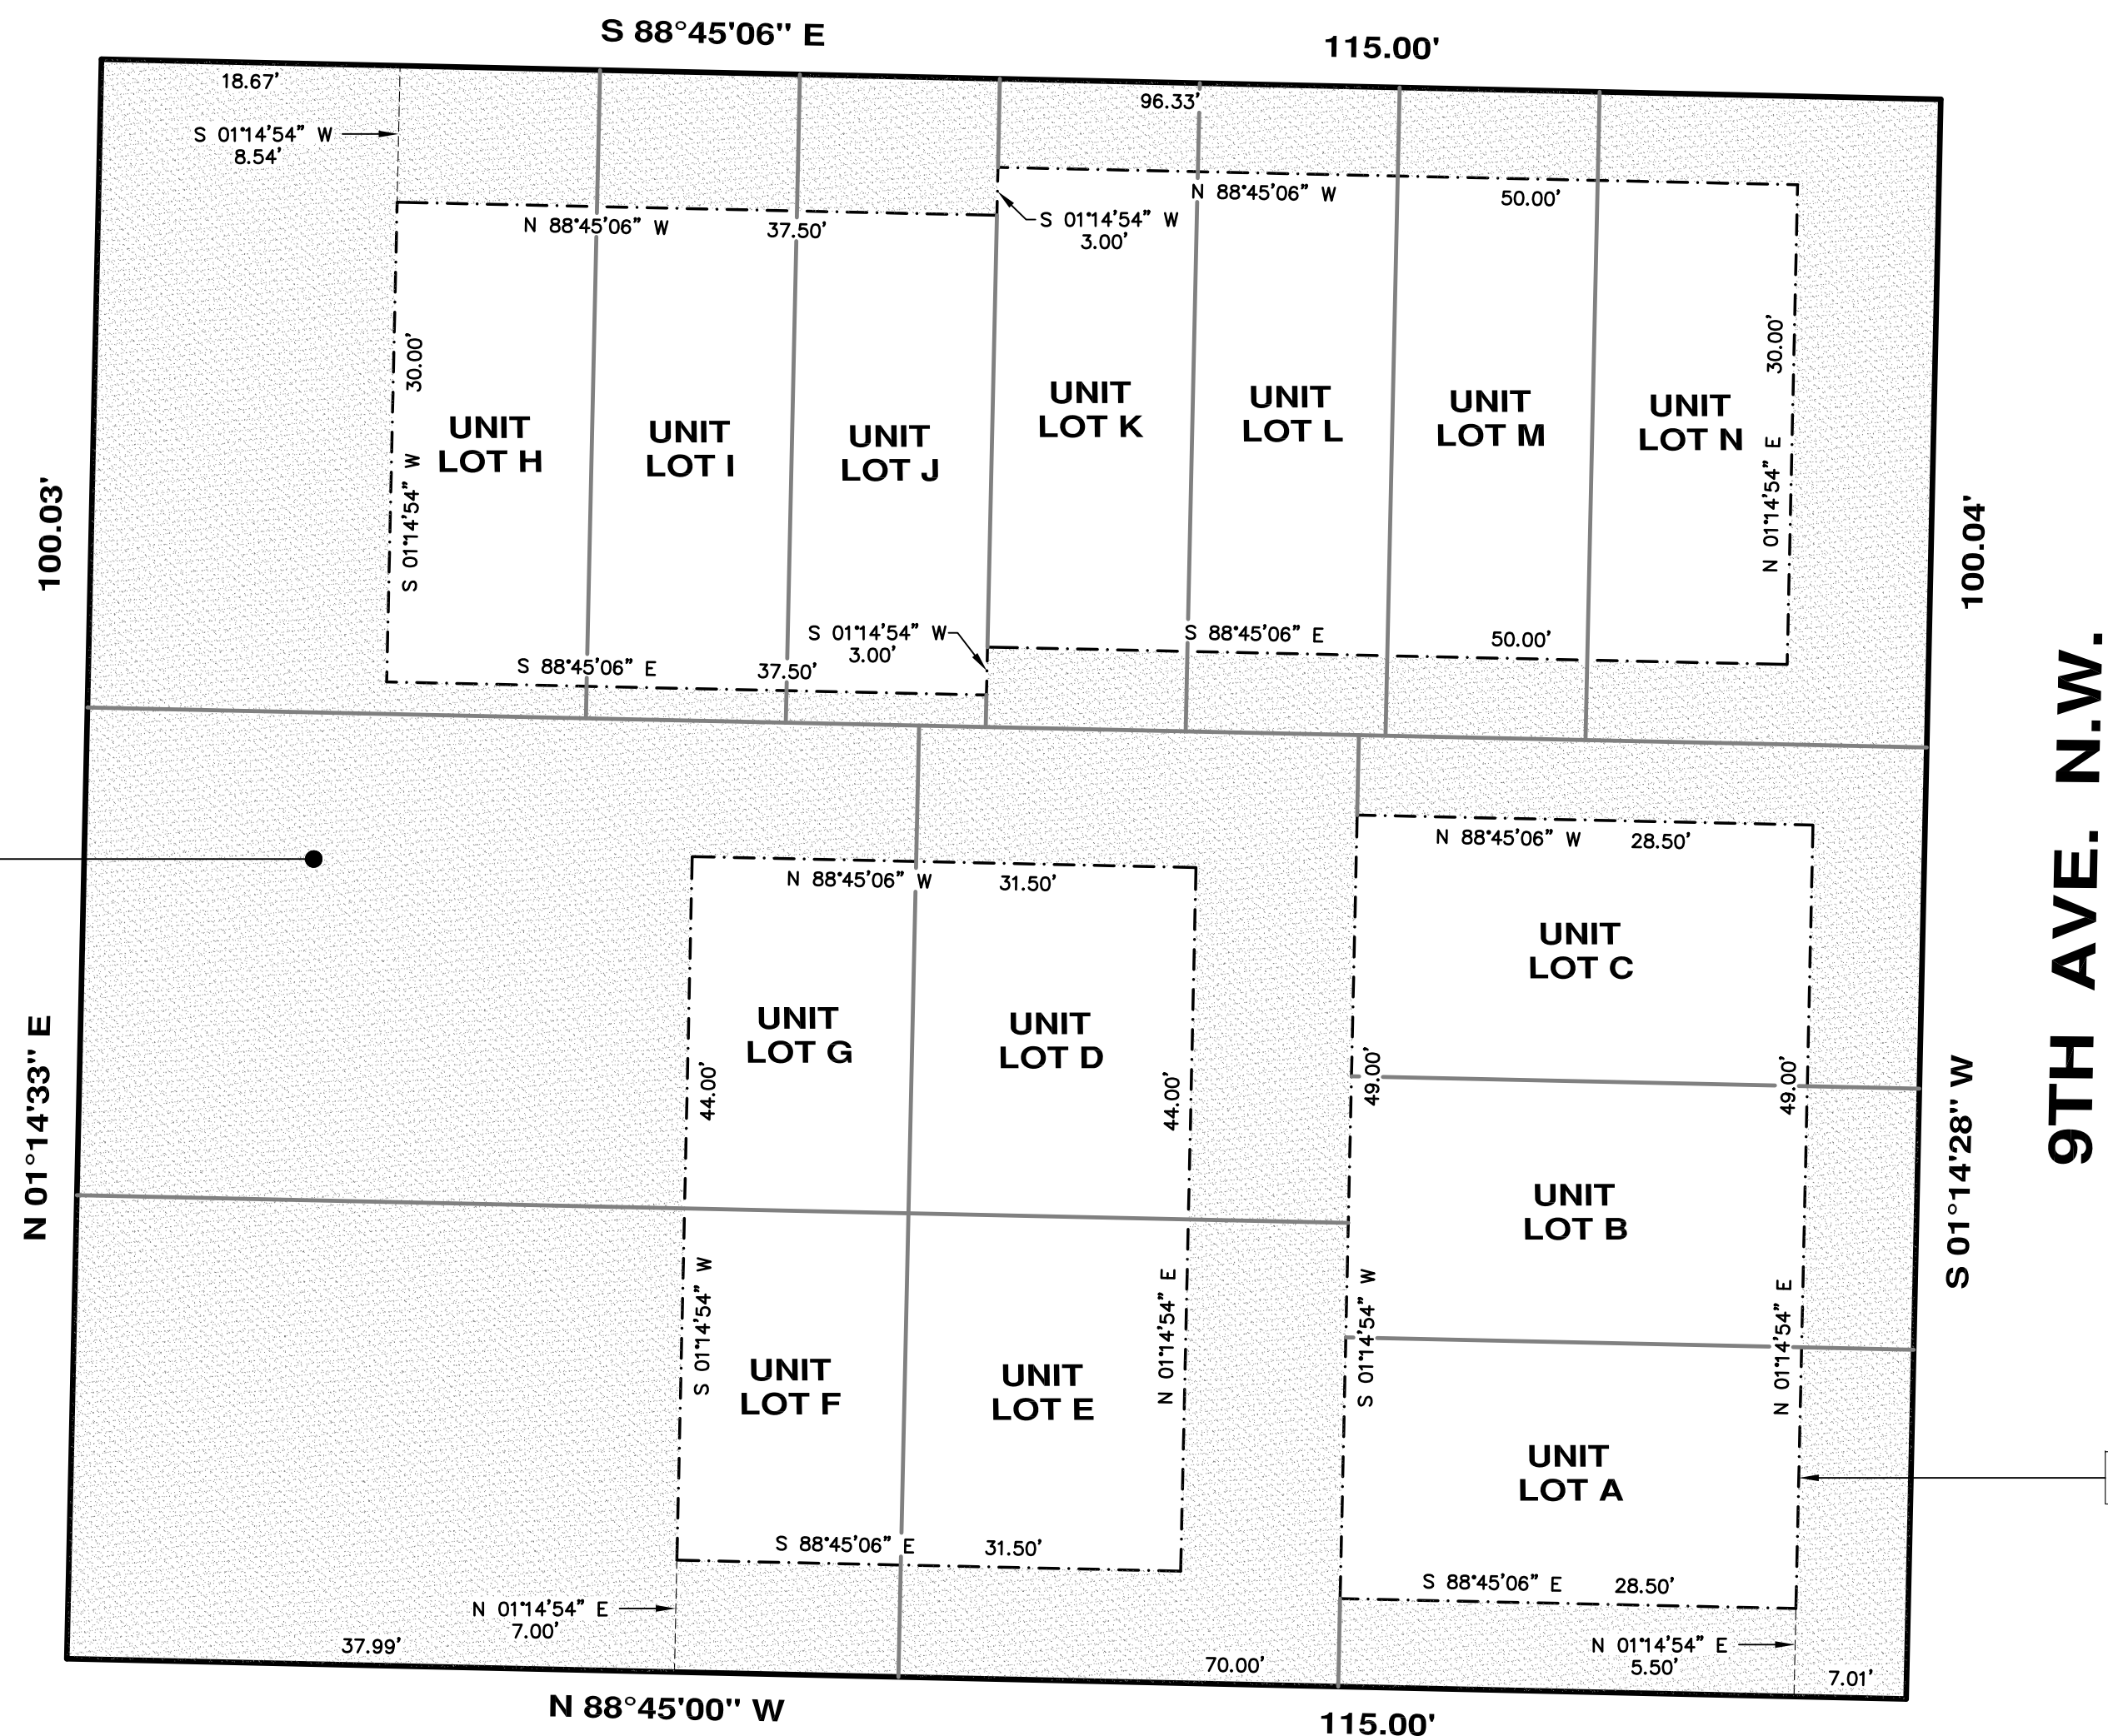 S 88°45'06" E
115.00'
18.67'
96.33'
S 01°14'54" W
8.54'
N 88°45'06" W
37.50'
N 88°45'06" W
50.00'
S 01°14'54" W
3.00'
30.00'
S 01°14'54" W
30.00'
N 01°14'54" E
UNIT
LOT H
UNIT
LOT I
UNIT
LOT J
UNIT
LOT K
UNIT
LOT L
UNIT
LOT M
UNIT
LOT N
S 01°14'54" W
3.00'
S 88°45'06" E
37.50'
S 88°45'06" E
50.00'
100.03'
N 01°14'33" E
100.04'
S 01°14'28" W
9TH AVE. N.W.
N 88°45'06" W
31.50'
N 88°45'06" W
28.50'
UNIT
LOT G
UNIT
LOT D
UNIT
LOT C
44.00'
S 01°14'54" W
44.00'
N 01°14'54" E
49.00'
S 01°14'54" W
49.00'
N 01°14'54" E
UNIT
LOT B
UNIT
LOT F
UNIT
LOT E
UNIT
LOT A
S 88°45'06" E
31.50'
S 88°45'06" E
28.50'
N 01°14'54" E
7.00'
N 01°14'54" E
5.50'
37.99'
70.00'
7.01'
N 88°45'00" W
115.00'